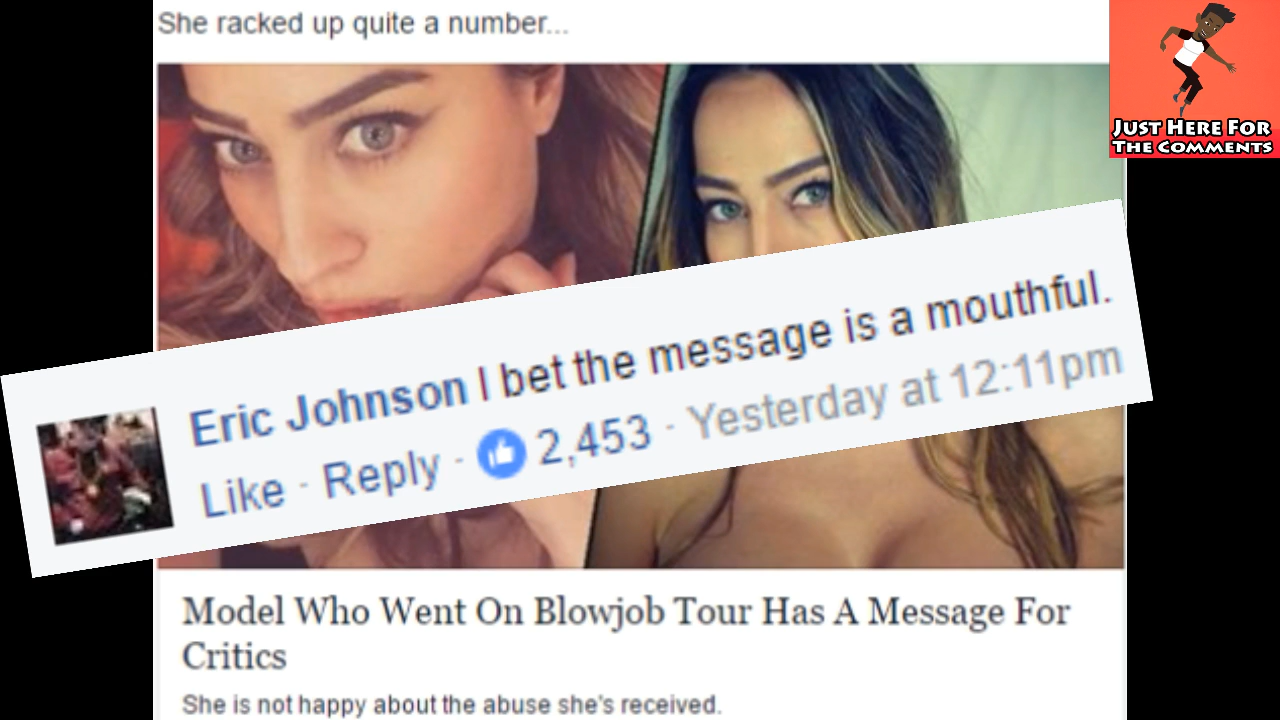 She racked up quite a number...
JUST HERE FOR
THE COMMENTS
Eric Johnson I bet the message is a mouthful.
Like · Reply · 2,453 · Yesterday at 12:11pm
Model Who Went On Blowjob Tour Has A Message For
Critics
She is not happy about the abuse she's received.